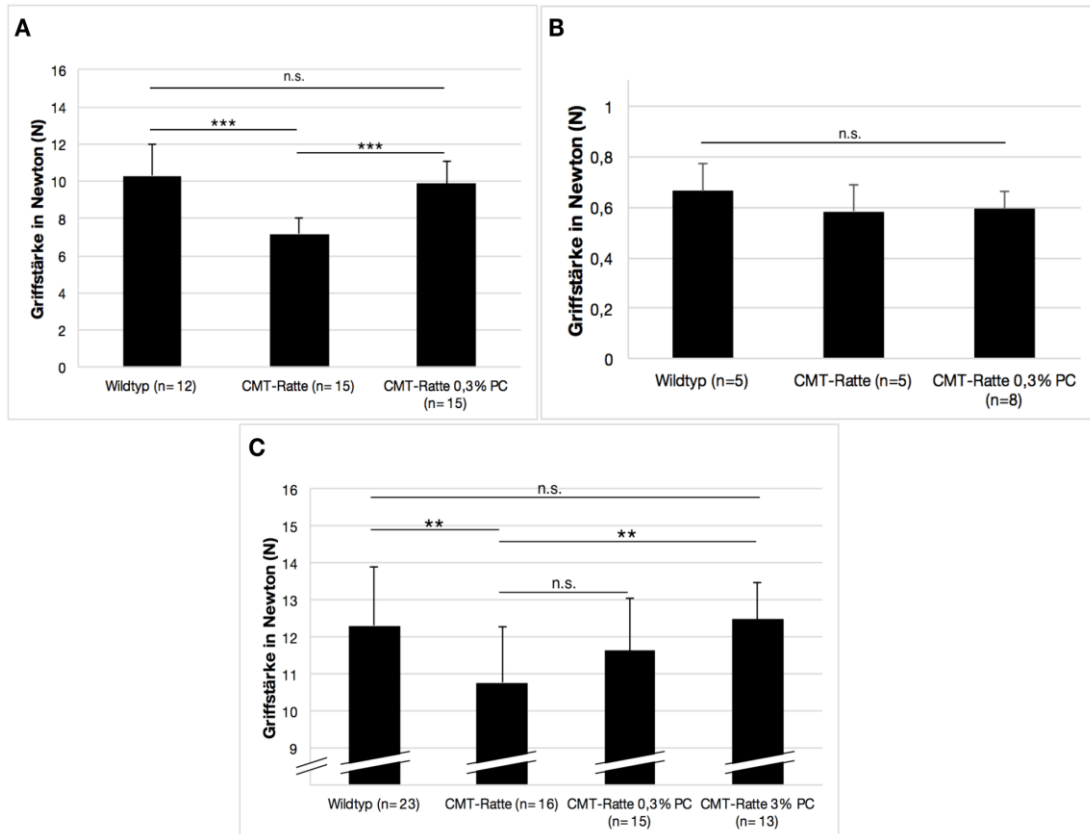 A
Griffstärke in Newton (N)
16
14
12
10
8
6
4
2
0
n.s.
***
***
Wildtyp (n= 12)
CMT-Ratte (n= 15)
CMT-Ratte 0,3% PC
(n= 15)
B
Griffstärke in Newton (N)
1
0,8
0,6
0,4
0,2
0
n.s.
Wildtyp (n=5)
CMT-Ratte (n=5)
CMT-Ratte 0,3% PC
(n=8)
C
Griffstärke in Newton (N)
16
15
14
13
12
11
10
9
n.s.
**
**
n.s.
Wildtyp (n= 23)
CMT-Ratte (n= 16)
CMT-Ratte 0,3% PC
(n= 15)
CMT-Ratte 3% PC
(n= 13)